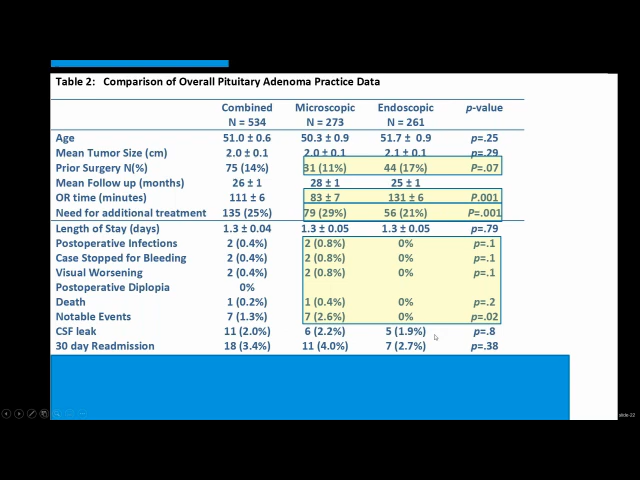 Table 2: Comparison of Overall Pituitary Adenoma Practice Data
Combined Microscopic Endoscopic p-value
N = 534 N = 273 N = 261
Age 51.0 ± 0.6 50.3 ± 0.9 51.7 ± 0.9 p=.25
Mean Tumor Size (cm) 2.0 ± 0.1 2.0 ± 0.1 2.1 ± 0.1 p=.29
Prior Surgery N(%) 75 (14%) 31 (11%) 44 (17%) P=.07
Mean Follow up (months) 26 ± 1 28 ± 1 25 ± 1
OR time (minutes) 111 ± 6 83 ± 7 131 ± 6 P.001
Need for additional treatment 135 (25%) 79 (29%) 56 (21%) P=.001
Length of Stay (days) 1.3 ± 0.04 1.3 ± 0.05 1.3 ± 0.05 p=.79
Postoperative Infections 2 (0.4%) 2 (0.8%) 0% p=.1
Case Stopped for Bleeding 2 (0.4%) 2 (0.8%) 0% p=.1
Visual Worsening 2 (0.4%) 2 (0.8%) 0% p=.1
Postoperative Diplopia 0%
Death 1 (0.2%) 1 (0.4%) 0% p=.2
Notable Events 7 (1.3%) 7 (2.6%) 0% p=.02
CSF leak 11 (2.0%) 6 (2.2%) 5 (1.9%) p=.8
30 day Readmission 18 (3.4%) 11 (4.0%) 7 (2.7%) p=.38
slide-22